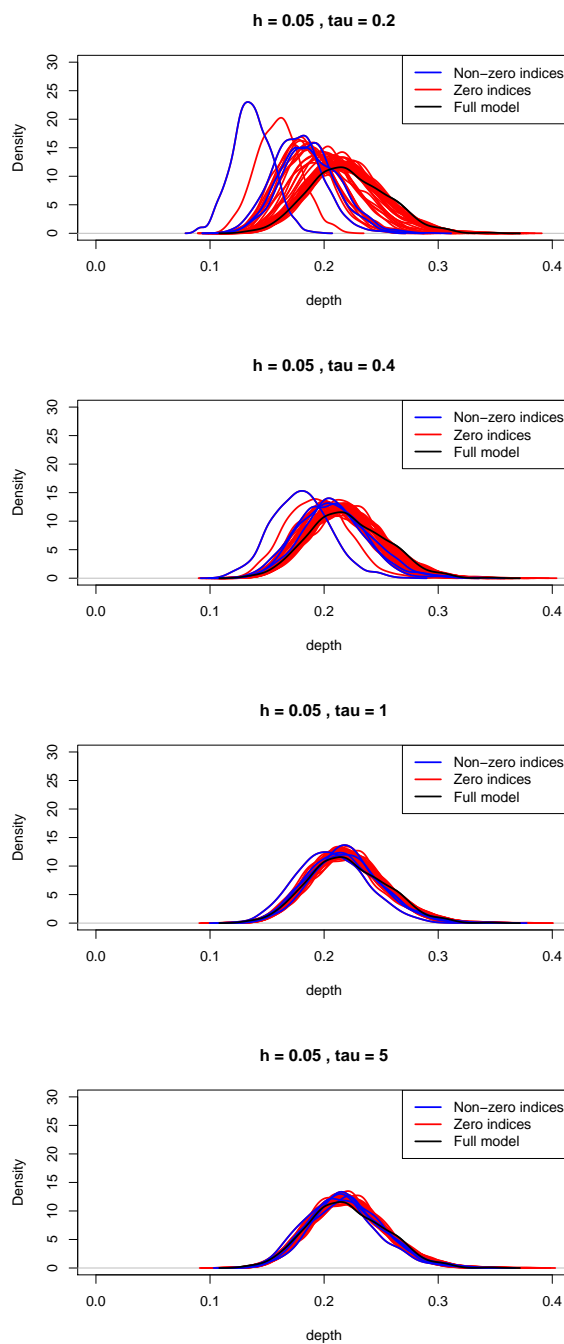 h = 0.05 , tau = 0.2
Density
30
25
20
15
10
5
0
Non−zero indices
Zero indices
Full model
0.0 0.1 0.2 0.3 0.4
depth
h = 0.05 , tau = 0.4
Density
30
25
20
15
10
5
0
Non−zero indices
Zero indices
Full model
0.0 0.1 0.2 0.3 0.4
depth
h = 0.05 , tau = 1
Density
30
25
20
15
10
5
0
Non−zero indices
Zero indices
Full model
0.0 0.1 0.2 0.3 0.4
depth
h = 0.05 , tau = 5
Density
30
25
20
15
10
5
0
Non−zero indices
Zero indices
Full model
0.0 0.1 0.2 0.3 0.4
depth